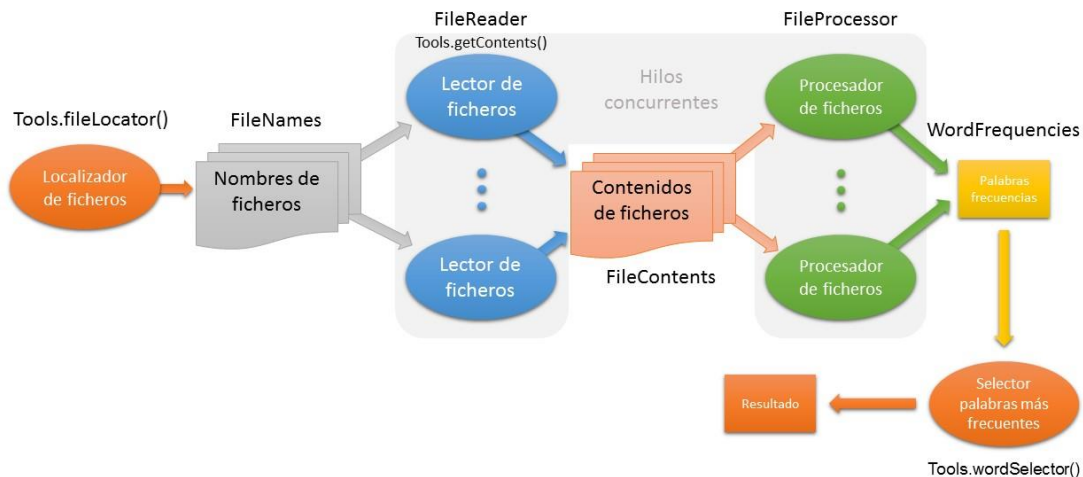 FileReader
Tools.getContents()
FileProcessor
Lector de
ficheros
Hilos
concurrentes
Procesador
de ficheros
Tools.fileLocator()
FileNames
WordFrequencies
Localizador
de ficheros
Nombres de
ficheros
Contenidos
de ficheros
Palabras
frecuencias
Lector de
ficheros
FileContents
Procesador
de ficheros
Resultado
Selector
palabras más
frecuentes
Tools.wordSelector()